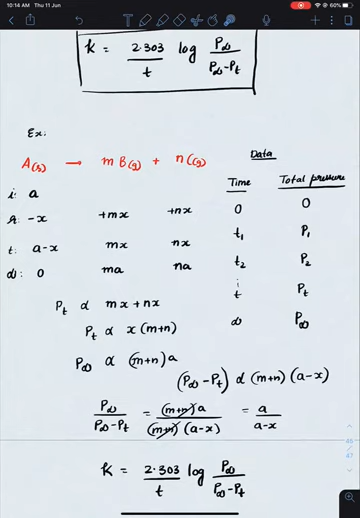 10:14 AM Thu 11 Jun
60%
K = 2.303/t log P∞/P∞-Pt
Ex:
A(s) → m B(g) + n C(g)
Data
Time Total pressure
i: a
0 0
-x +mx +nx
t1 P1
t: a-x mx nx
t2 P2
∞: 0 ma na
t Pt
Pt ∝ mx+nx
∞ P∞
Pt ∝ x(m+n)
P∞ ∝ (m+n)a
(P∞-Pt) ∝ (m+n)(a-x)
P∞/P∞-Pt = (m+n)a/(m+n)(a-x) = a/a-x
46
47
K = 2.303/t log P∞/P∞-Pt